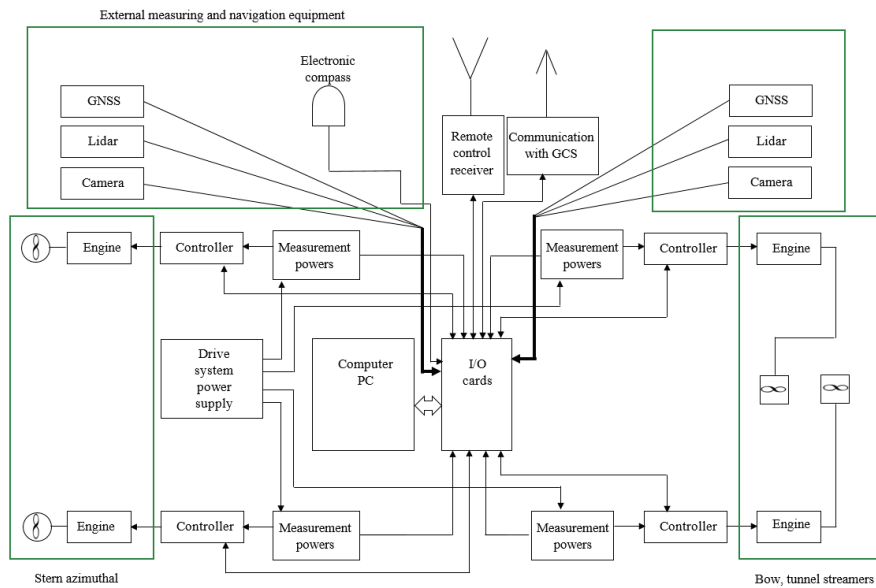 External measuring and navigation equipment
Electronic
compass
GNSS
Lidar
Camera
Remote
control
receiver
Communication
with GCS
GNSS
Lidar
Camera
Engine
Controller
Measurement
powers
Measurement
powers
Controller
Engine
Drive
system
power
supply
Computer
PC
I/O
cards
Engine
Controller
Measurement
powers
Measurement
powers
Controller
Engine
Stern azimuthal
Bow, tunnel streamers